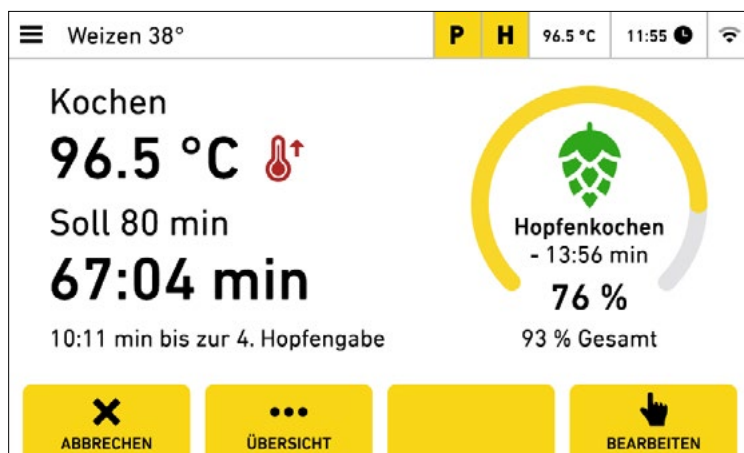 Weizen 38°
P H 96.5 °C 11:55
Kochen
96.5 °C
Soll 80 min
67:04 min
10:11 min bis zur 4. Hopfengabe
Hopfenkochen
- 13:56 min
76 %
93 % Gesamt
ABBRECHEN
ÜBERSICHT
BEARBEITEN